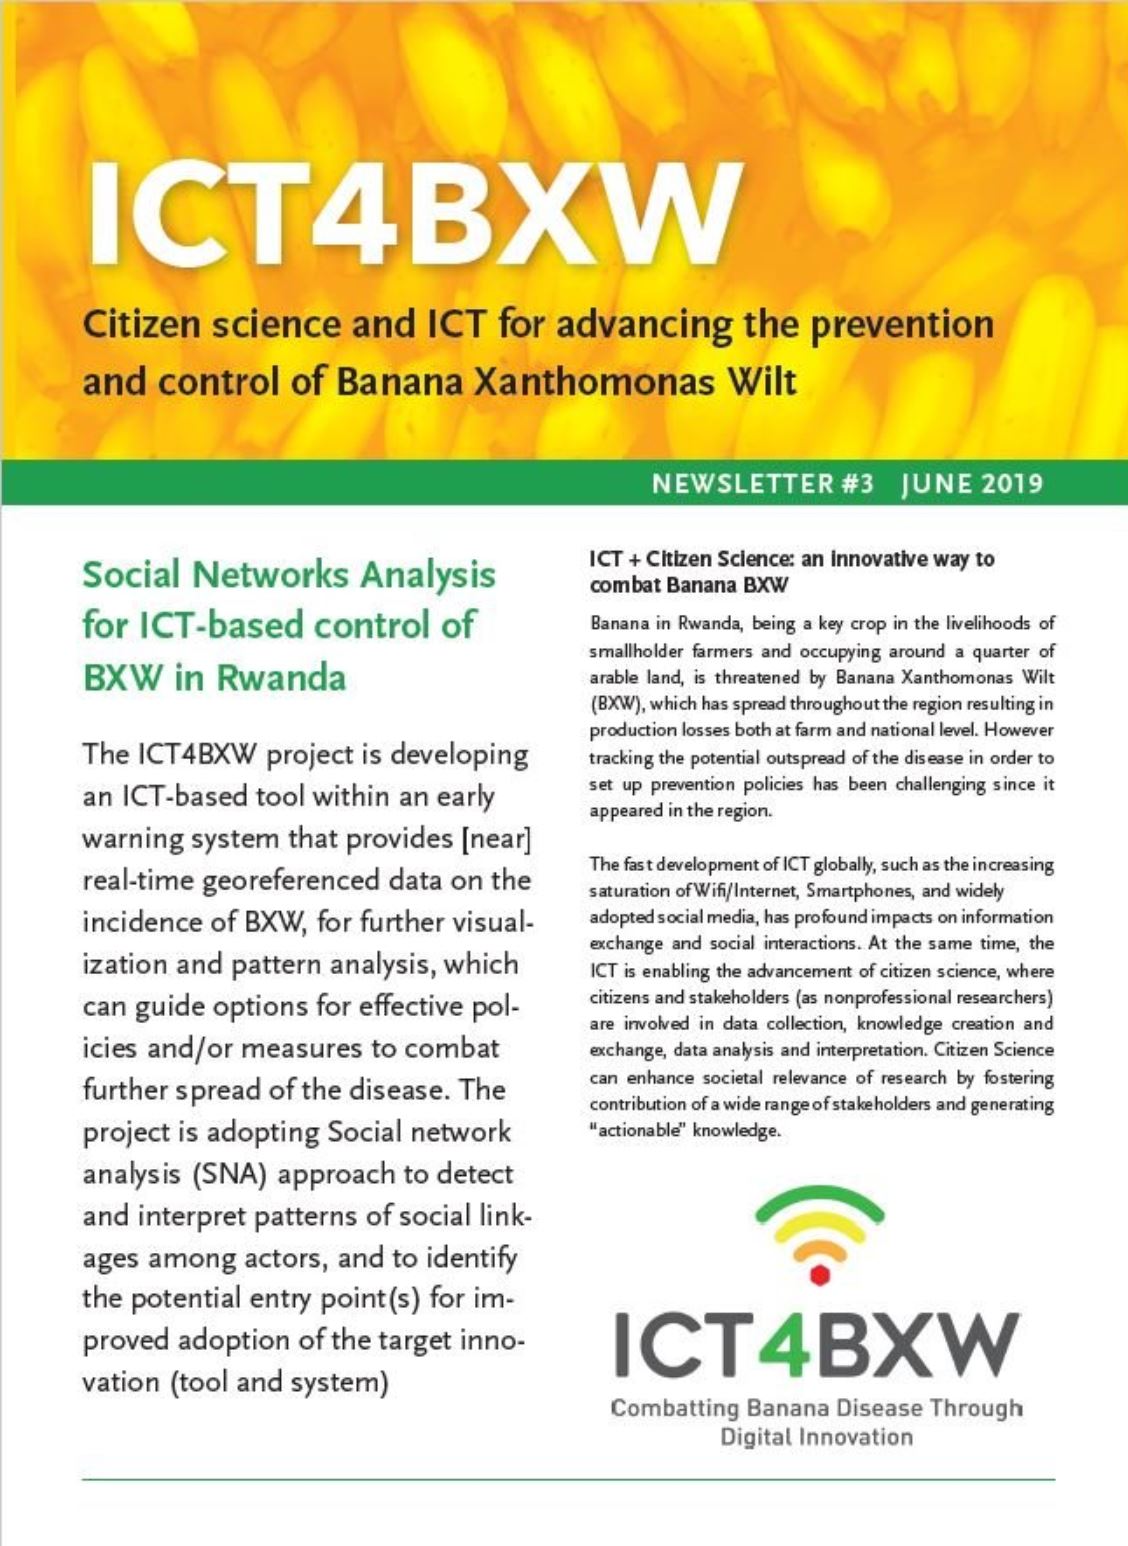 ICT4BXW
Citizen science and ICT for advancing the prevention
and control of Banana Xanthomonas Wilt
NEWSLETTER #3 JUNE 2019
Social Networks Analysis
for ICT-based control of
BXW in Rwanda
The ICT4BXW project is developing
an ICT-based tool within an early
warning system that provides [near]
real-time georeferenced data on the
incidence of BXW, for further visual-
ization and pattern analysis, which
can guide options for effective pol-
icies and/or measures to combat
further spread of the disease. The
project is adopting Social network
analysis (SNA) approach to detect
and interpret patterns of social link-
ages among actors, and to identify
the potential entry point(s) for im-
proved adoption of the target inno-
vation (tool and system)
ICT + Citizen Science: an innovative way to
combat Banana BXW
Banana in Rwanda, being a key crop in the livelihoods of
smallholder farmers and occupying around a quarter of
arable land, is threatened by Banana Xanthomonas Wilt
(BXW), which has spread throughout the region resulting in
production losses both at farm and national level. However
tracking the potential outspread of the disease in order to
set up prevention policies has been challenging since it
appeared in the region.
The fast development of ICT globally, such as the increasing
saturation of Wifi/Internet, Smartphones, and widely
adopted social media, has profound impacts on information
exchange and social interactions. At the same time, the
ICT is enabling the advancement of citizen science, where
citizens and stakeholders (as nonprofessional researchers)
are involved in data collection, knowledge creation and
exchange, data analysis and interpretation. Citizen Science
can enhance societal relevance of research by fostering
contribution of a wide range of stakeholders and generating
“actionable” knowledge.
ICT4BXW
Combatting Banana Disease Through
Digital Innovation